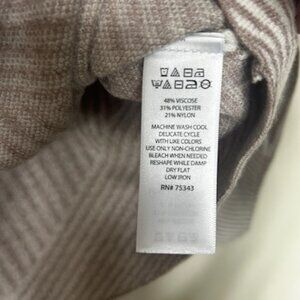 48% VISCOSE
31% POLYESTER
21% NYLON
MACHINE WASH COOL
DELICATE CYCLE
WITH LIKE COLORS
USE ONLY NON-CHLORINE
BLEACH WHEN NEEDED
RESHAPE WHILE DAMP
DRY FLAT
LOW IRON
RN# 75343